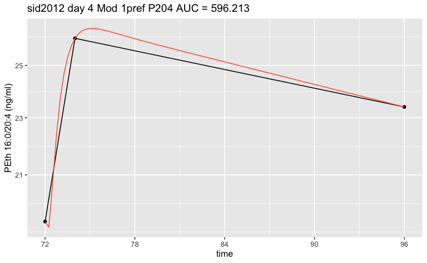 sid2012 day 4 Mod 1pref P204 AUC = 596.213
PEth 16:0/20:4 (ng/ml)
25
23
21
72
78
84
90
96
time